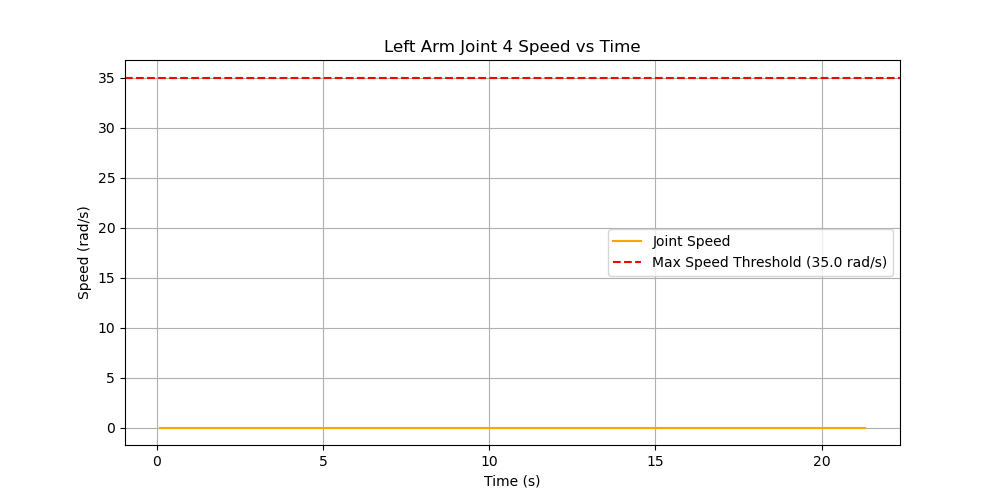 Left Arm Joint 4 Speed vs Time
35
30
25
20
15
10
5
0
Speed (rad/s)
Joint Speed
Max Speed Threshold (35.0 rad/s)
0 5 10 15 20
Time (s)